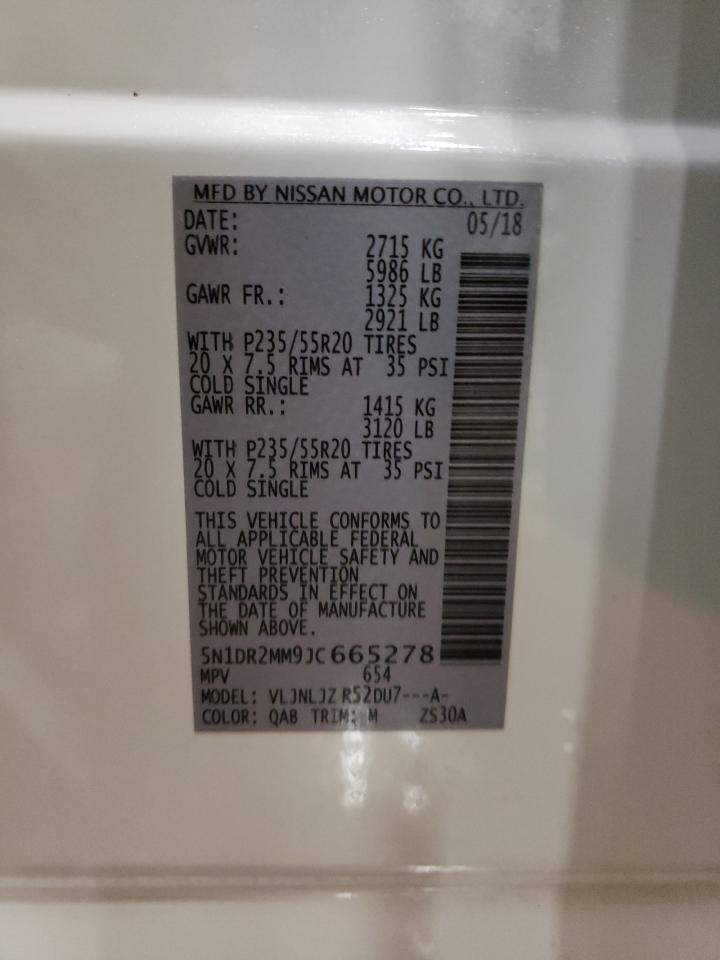 MFD BY NISSAN MOTOR CO., LTD.
DATE: 05/18
GVWR: 2715 KG
5986 LB
GAWR FR.: 1325 KG
2921 LB
WITH P235/55R20 TIRES
20 X 7.5 RIMS AT 35 PSI
COLD SINGLE
GAWR RR.: 1415 KG
3120 LB
WITH P235/55R20 TIRES
20 X 7.5 RIMS AT 35 PSI
COLD SINGLE
THIS VEHICLE CONFORMS TO
ALL APPLICABLE FEDERAL
MOTOR VEHICLE SAFETY AND
THEFT PREVENTION
STANDARDS IN EFFECT ON
THE DATE OF MANUFACTURE
SHOWN ABOVE.
5N1DR2MM9JC665278
MPV 654
MODEL: VLJNLJZ R52DU7---A-
COLOR: QAB TRIM: M ZS30A